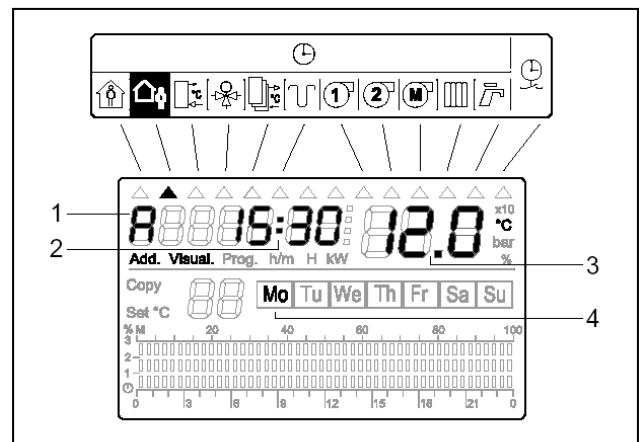 °C °C 1 2 M
1 A 15:30 12.0 x10 °C bar %
2 3
Add. Visual. Prog. h/m H kW
Copy
Set °C
Mo Tu We Th Fr Sa Su
4
% M 20 40 60 80 100
3
2
1
0 3 6 9 12 15 18 21 0